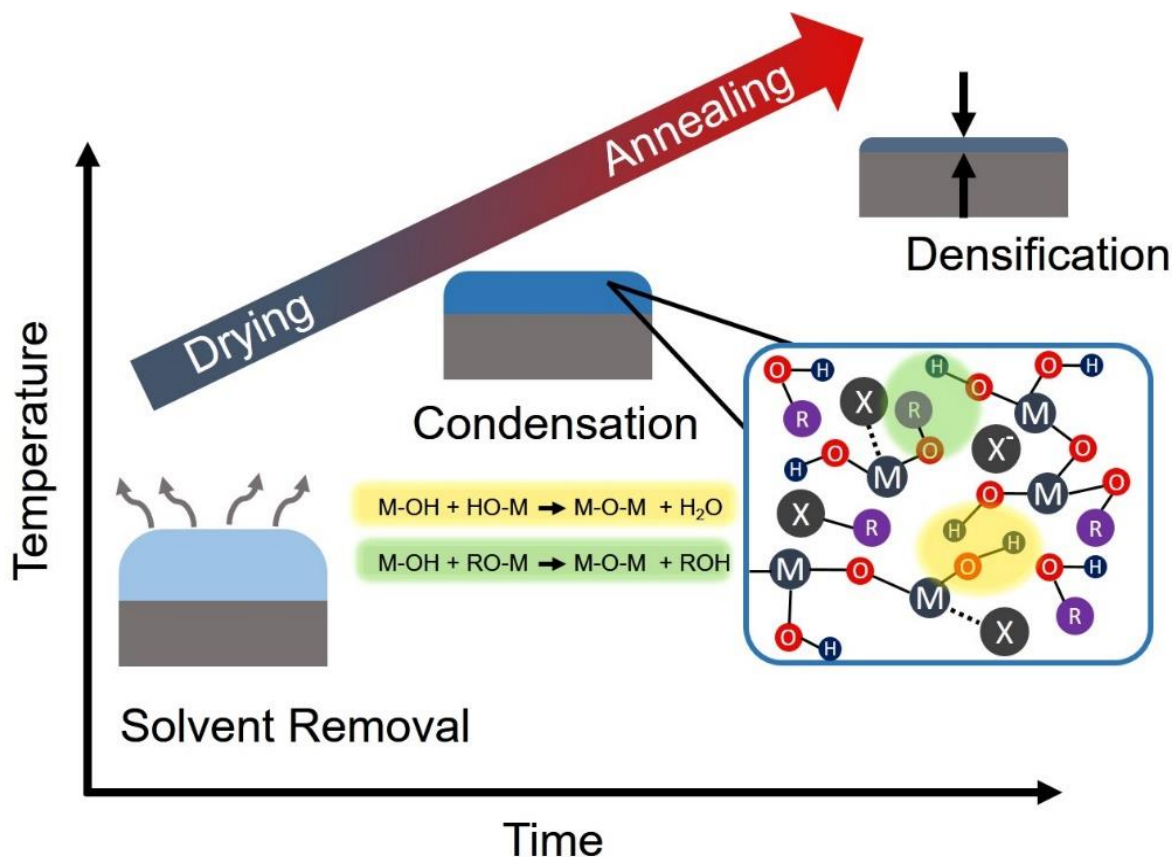 Temperature
Time
Drying
Annealing
Solvent Removal
Condensation
Densification
M-OH + HO-M → M-O-M + H₂O
M-OH + RO-M → M-O-M + ROH
O H H O O H
R X R M
O X⁻ O
H O M O M O
X R H H R
M O M O O H
X R
O H